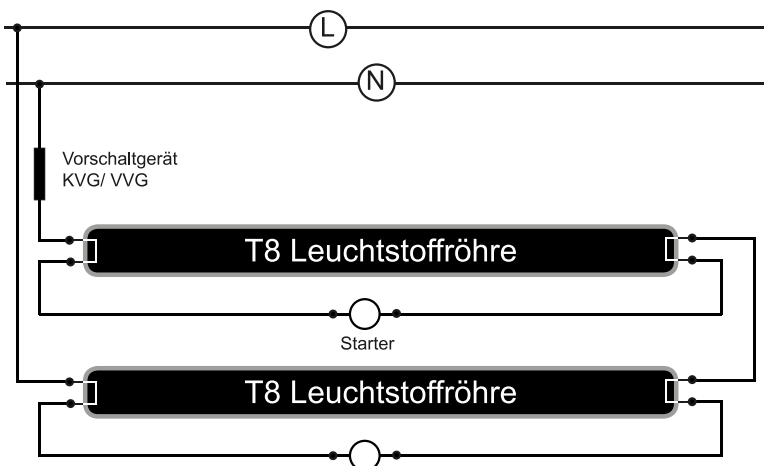 L
N
Vorschaltgerät
KVG/ VVG
T8 Leuchtstoffröhre
Starter
T8 Leuchtstoffröhre